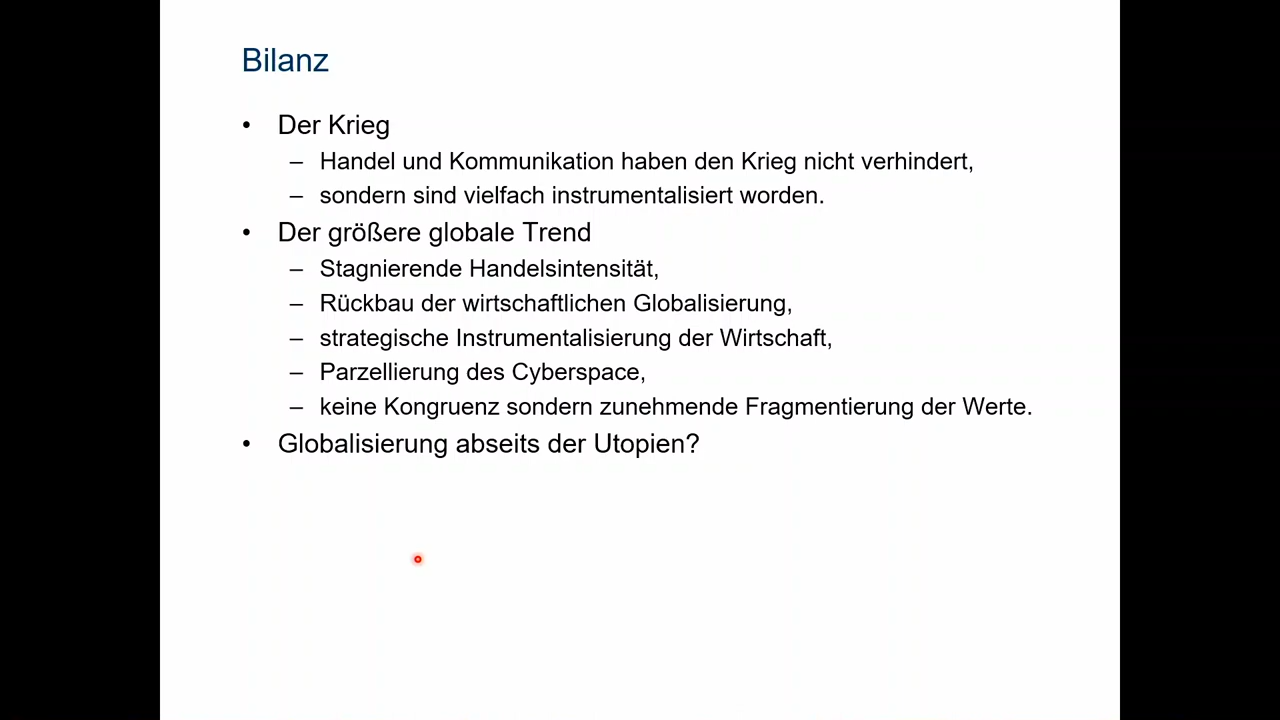 Bilanz
• Der Krieg
– Handel und Kommunikation haben den Krieg nicht verhindert,
– sondern sind vielfach instrumentalisiert worden.
• Der größere globale Trend
– Stagnierende Handelsintensität,
– Rückbau der wirtschaftlichen Globalisierung,
– strategische Instrumentalisierung der Wirtschaft,
– Parzellierung des Cyberspace,
– keine Kongruenz sondern zunehmende Fragmentierung der Werte.
• Globalisierung abseits der Utopien?